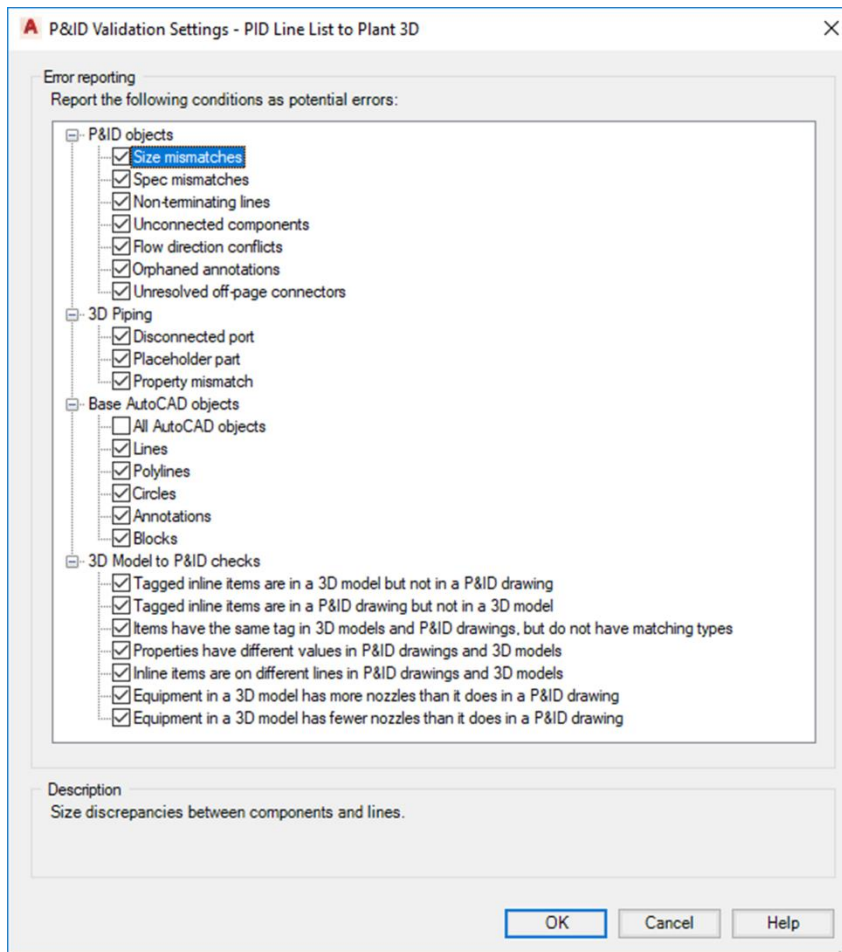 P&ID Validation Settings - PID Line List to Plant 3D
Error reporting
Report the following conditions as potential errors:
P&ID objects
Size mismatches
Spec mismatches
Non-terminating lines
Unconnected components
Flow direction conflicts
Orphaned annotations
Unresolved off-page connectors
3D Piping
Disconnected port
Placeholder part
Property mismatch
Base AutoCAD objects
All AutoCAD objects
Lines
Polylines
Circles
Annotations
Blocks
3D Model to P&ID checks
Tagged inline items are in a 3D model but not in a P&ID drawing
Tagged inline items are in a P&ID drawing but not in a 3D model
Items have the same tag in 3D models and P&ID drawings, but do not have matching types
Properties have different values in P&ID drawings and 3D models
Inline items are on different lines in P&ID drawings and 3D models
Equipment in a 3D model has more nozzles than it does in a P&ID drawing
Equipment in a 3D model has fewer nozzles than it does in a P&ID drawing
Description
Size discrepancies between components and lines.
OK Cancel Help